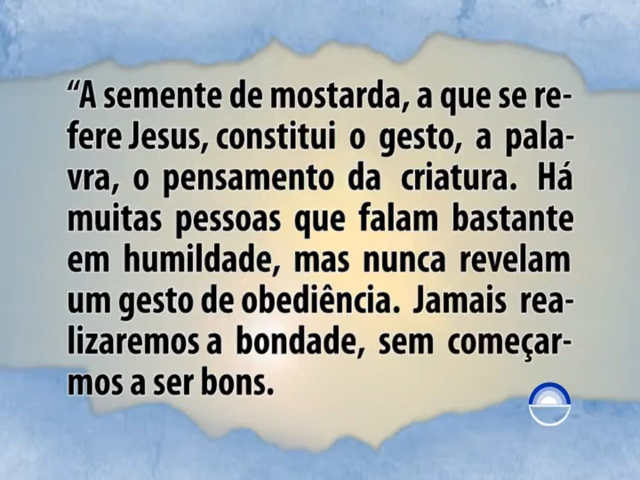 “A semente de mostarda, a que se re-
fere Jesus, constitui o gesto, a pala-
vra, o pensamento da criatura. Há
muitas pessoas que falam bastante
em humildade, mas nunca revelam
um gesto de obediência. Jamais rea-
lizaremos a bondade, sem começar-
mos a ser bons.